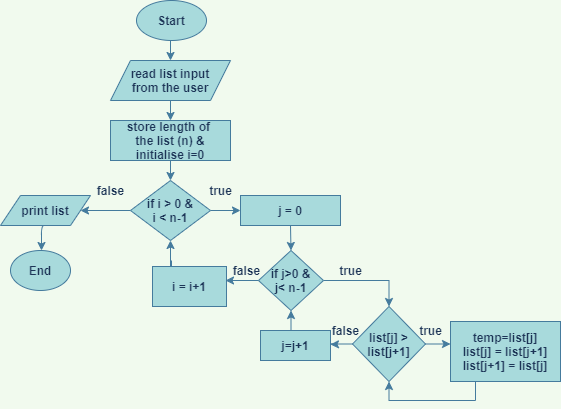 Start
read list input
from the user
store length of
the list (n) &
initialise i=0
false
true
if i > 0 &
i < n-1
print list
j = 0
End
i = i+1
false
if j>0 &
j< n-1
true
list[j] >
list[j+1]
false
true
j=j+1
temp=list[j]
list[j] = list[j+1]
list[j+1] = list[j]